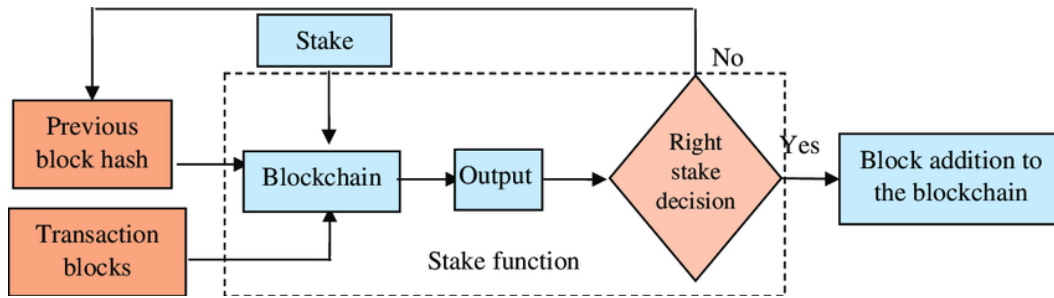 Stake
No
Previous
block hash
Blockchain
Output
Right
stake
decision
Yes
Block addition to
the blockchain
Transaction
blocks
Stake function